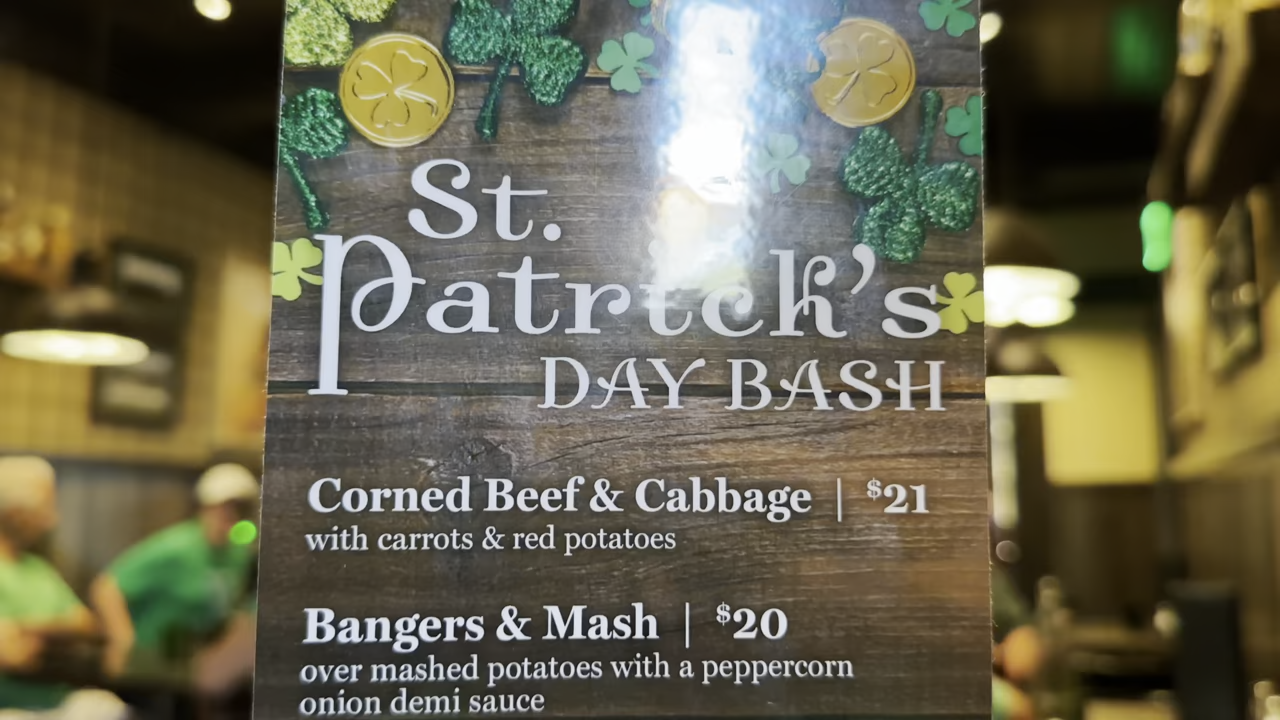 St.
Patrick's
DAY BASH
Corned Beef & Cabbage | $21
with carrots & red potatoes
Bangers & Mash | $20
over mashed potatoes with a peppercorn
onion demi sauce